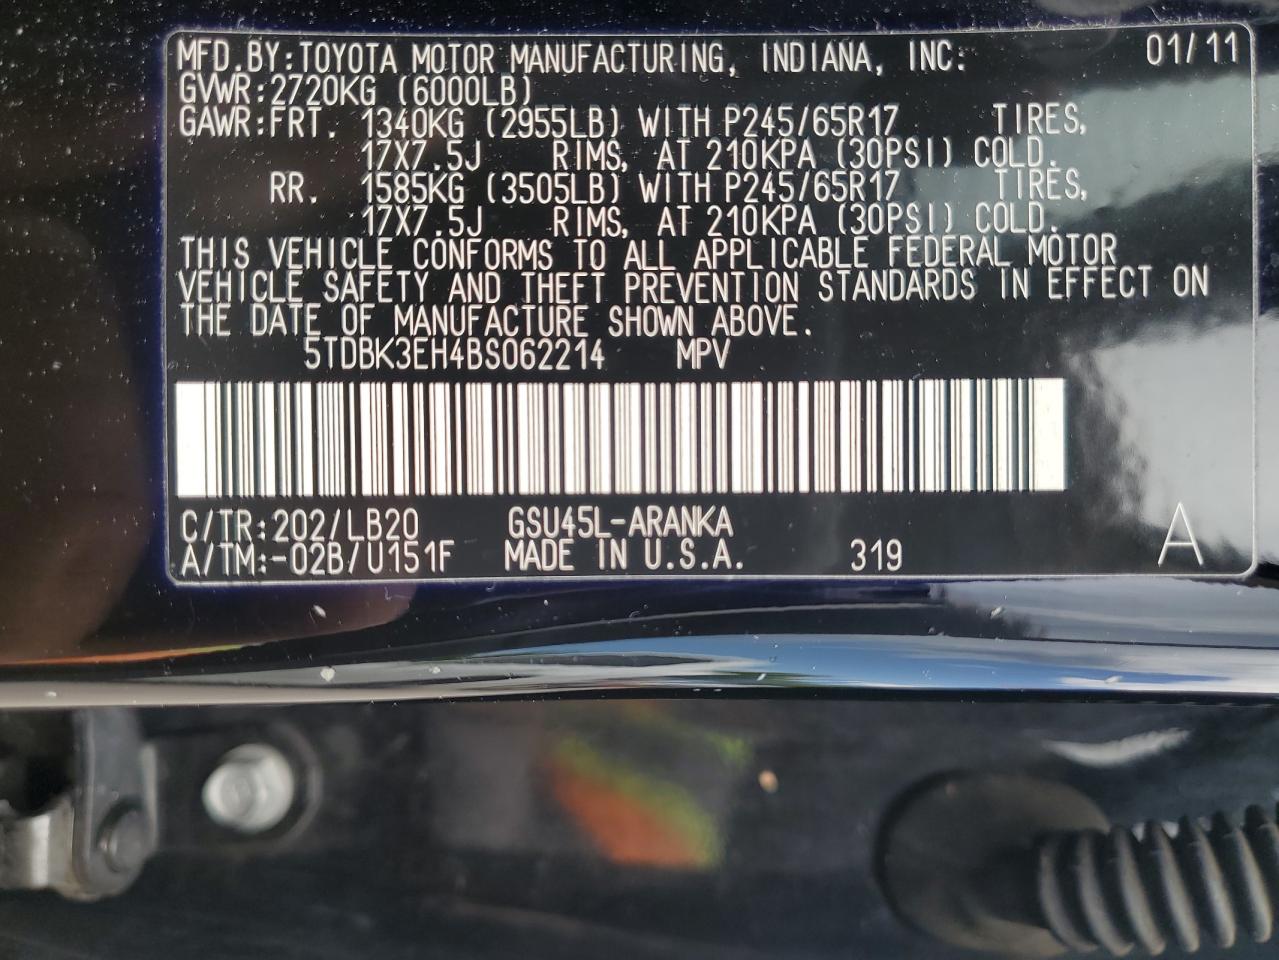 MFD.BY:TOYOTA MOTOR MANUFACTURING, INDIANA, INC. 01/11
GVWR:2720KG (6000LB)
GAWR:FRT. 1340KG (2955LB) WITH P245/65R17 TIRES,
17X7.5J RIMS, AT 210KPA (30PSI) COLD.
RR. 1585KG (3505LB) WITH P245/65R17 TIRES,
17X7.5J RIMS, AT 210KPA (30PSI) COLD.
THIS VEHICLE CONFORMS TO ALL APPLICABLE FEDERAL MOTOR
VEHICLE SAFETY AND THEFT PREVENTION STANDARDS IN EFFECT ON
THE DATE OF MANUFACTURE SHOWN ABOVE.
5TDBK3EH4BS062214 MPV
C/TR:202/LB20 GSU45L-ARANKA
A/TM:-02B/U151F MADE IN U.S.A. 319 A